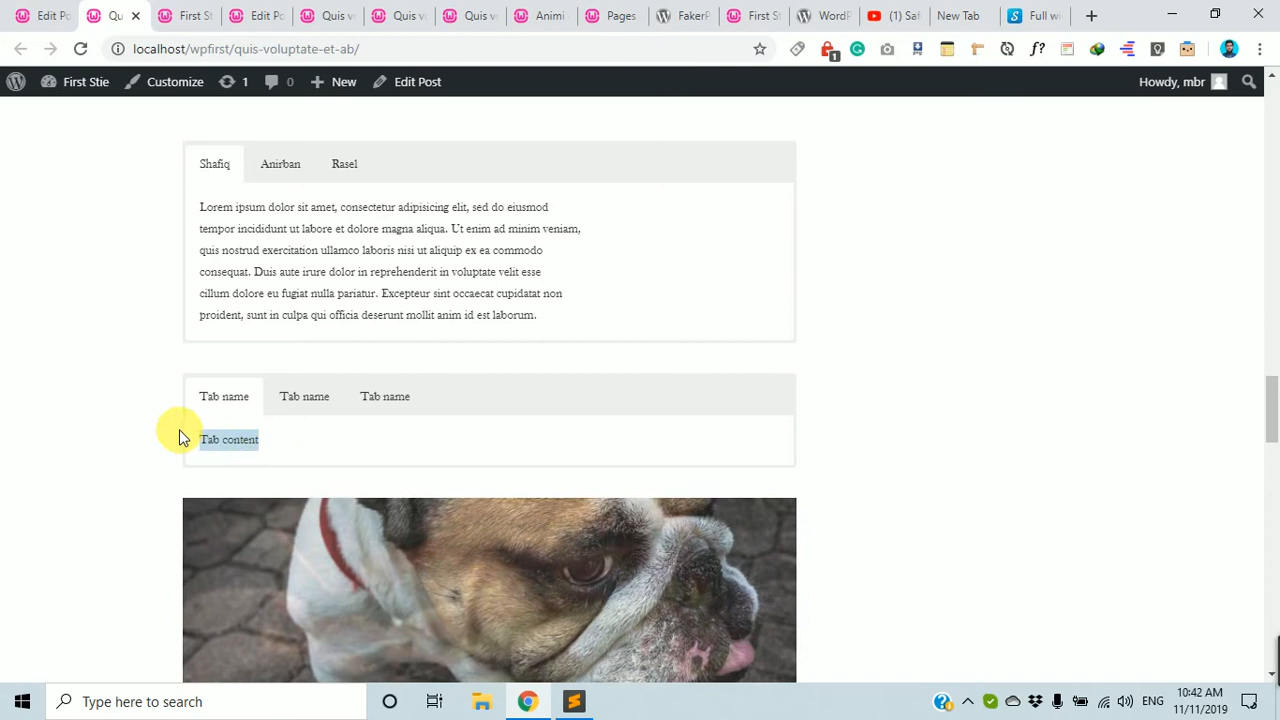 Edit Po
Qu
First St
Edit Po
Quis v
Quis v
Quis v
Animi
Pages
FakerP
First St
WordP
(1) Saf
New Tab
Full wi
localhost/wpfirst/quis-voluptate-et-ab/
1
f?
First Stie
Customize
1
0
New
Edit Post
Howdy, mbr
Shafiq
Anirban
Rasel
Lorem ipsum dolor sit amet, consectetur adipisicing elit, sed do eiusmod
tempor incididunt ut labore et dolore magna aliqua. Ut enim ad minim veniam,
quis nostrud exercitation ullamco laboris nisi ut aliquip ex ea commodo
consequat. Duis aute irure dolor in reprehenderit in voluptate velit esse
cillum dolore eu fugiat nulla pariatur. Excepteur sint occaecat cupidatat non
proident, sunt in culpa qui officia deserunt mollit anim id est laborum.
Tab name
Tab name
Tab name
Tab content
Type here to search
ENG
10:42 AM
11/11/2019